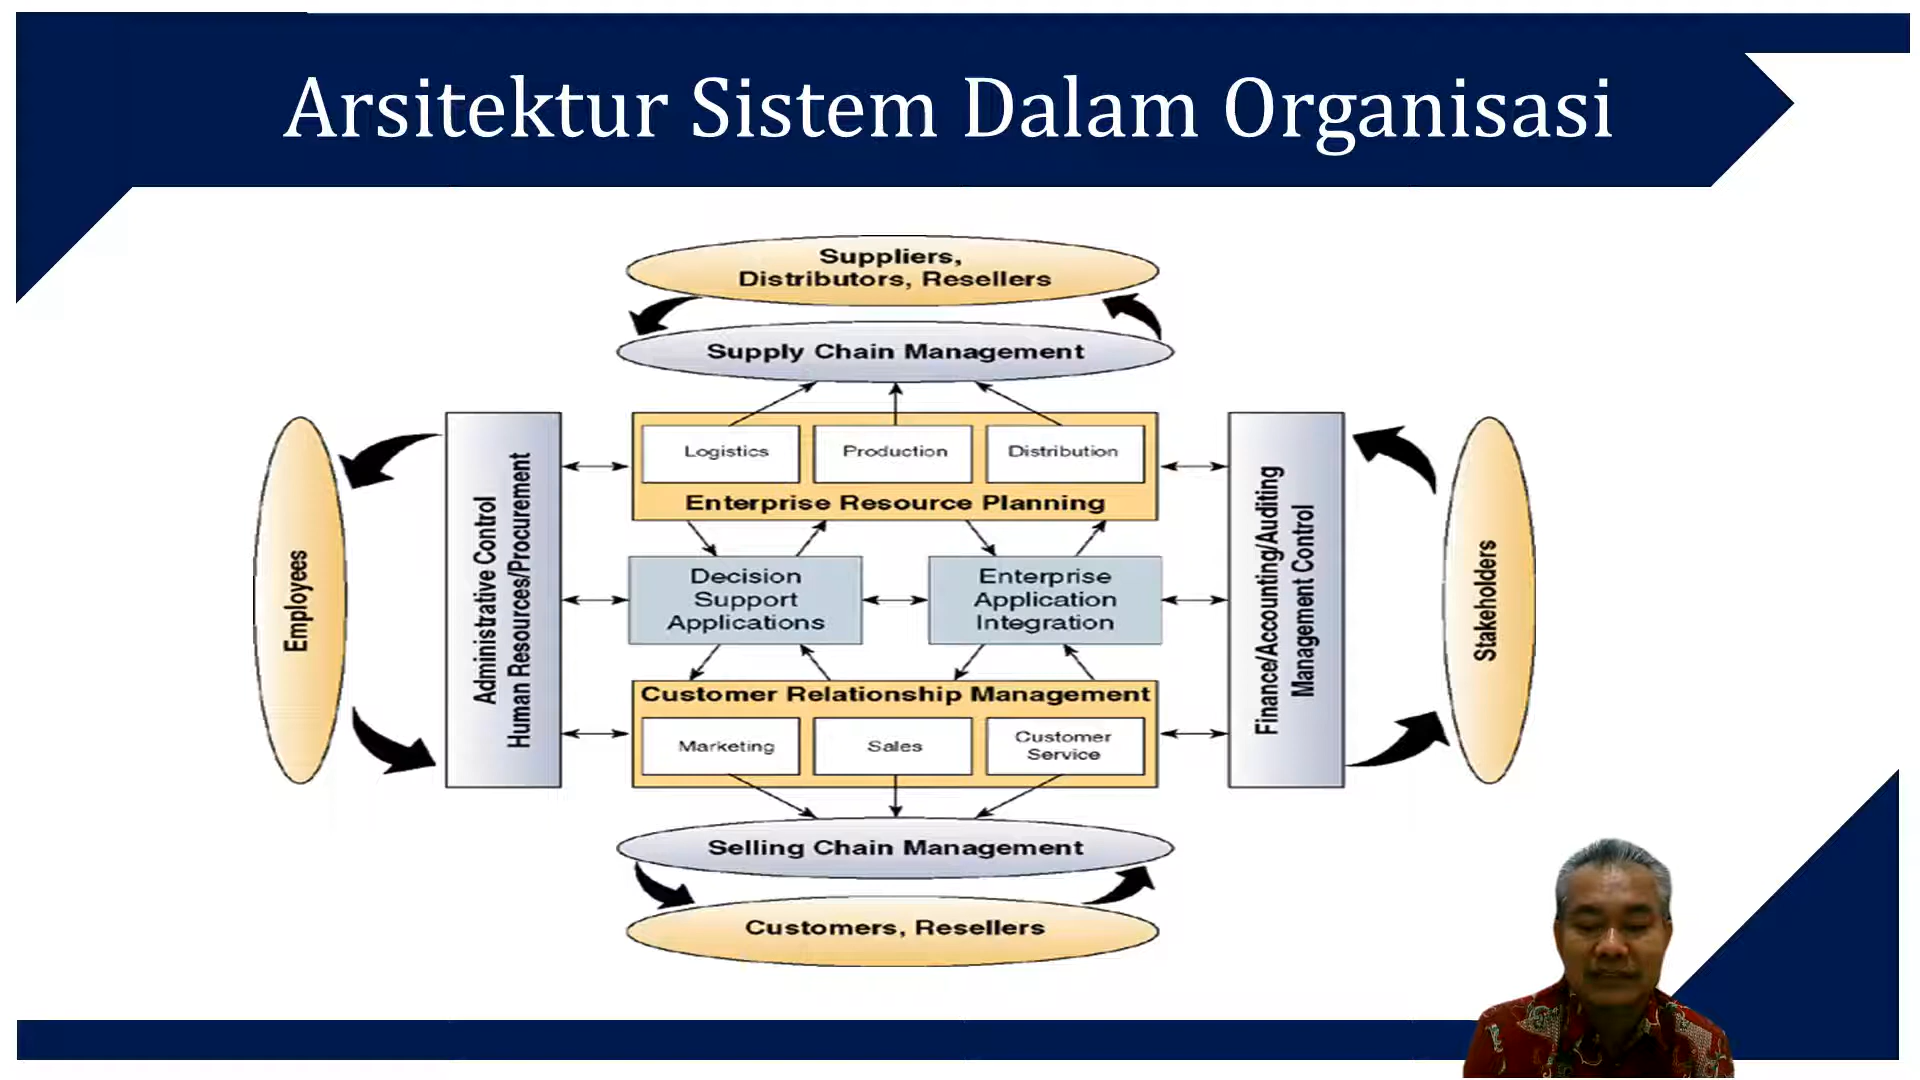 Arsitektur Sistem Dalam Organisasi
Suppliers,
Distributors, Resellers
Supply Chain Management
Employees
Administrative Control
Human Resources/Procurement
Logistics
Production
Distribution
Enterprise Resource Planning
Decision
Support
Applications
Enterprise
Application
Integration
Customer Relationship Management
Marketing
Sales
Customer
Service
Finance/Accounting/Auditing
Management Control
Stakeholders
Selling Chain Management
Customers, Resellers